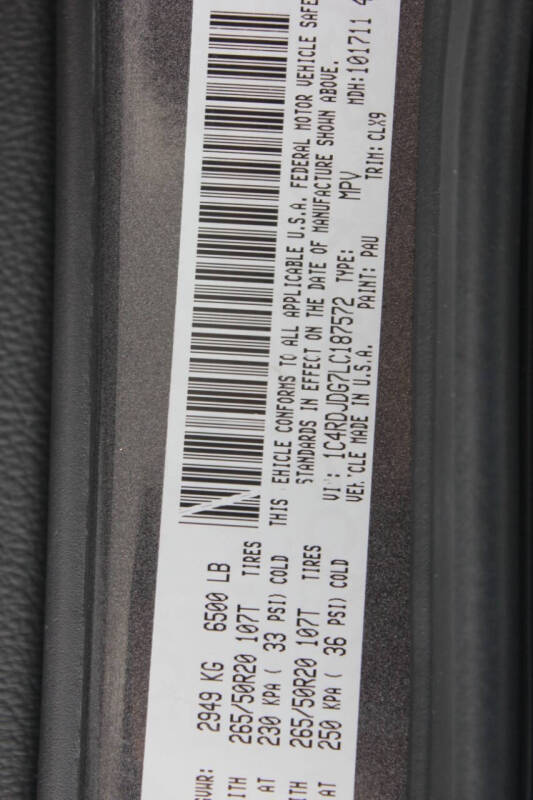 GVWR: 2949 KG 6500 LB
ITH 265/50R20 107T TIRES
AT 230 KPA ( 33 PSI) COLD
ITH 265/50R20 107T TIRES
AT 250 KPA ( 36 PSI) COLD
THIS EHICLE CONFORMS TO ALL APPLICABLE U.S.A. FEDERAL MOTOR VEHICLE SAFE
STANDARDS IN EFFECT ON THE DATE OF MANUFACTURE SHOWN ABOVE.
VI : 1C4RDJDG7LC187572 TYPE: MPV MDH: 101711 4
VEH CLE MADE IN U.S.A. PAINT: PAU TRIM: CLX9